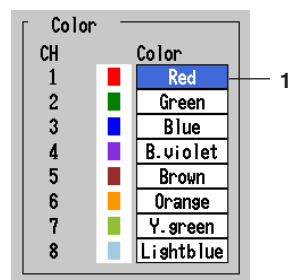 Color
CH Color
1 Red 1
2 Green
3 Blue
4 B.violet
5 Brown
6 Orange
7 Y.green
8 Lightblue